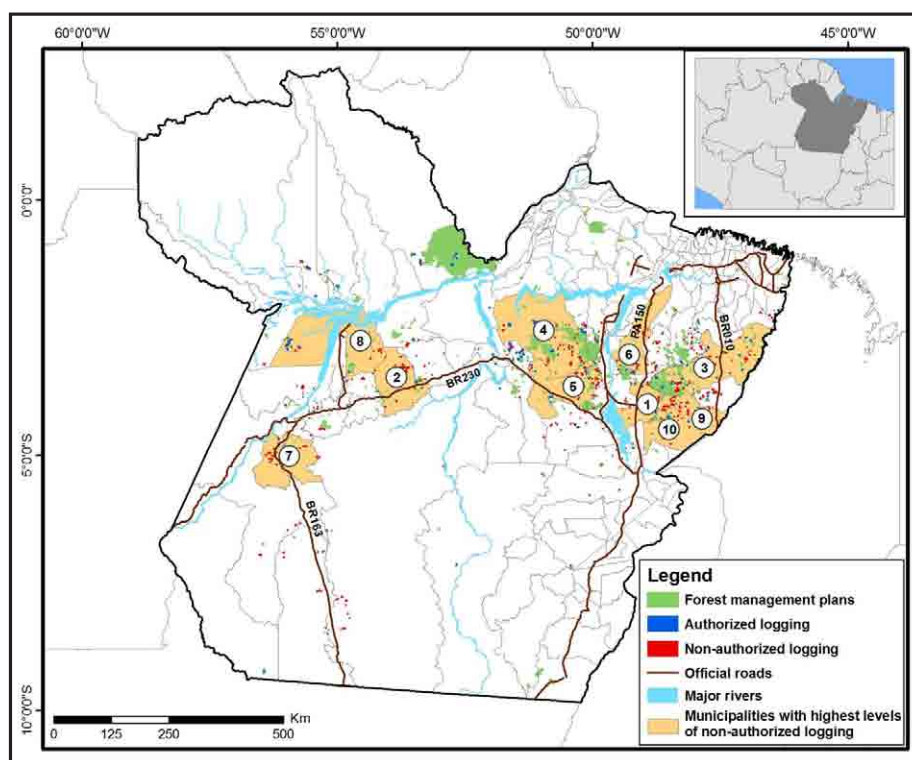 60°0'0"W 55°0'0"W 50°0'0"W 45°0'0"W
0°0'0"
5°0'0"S
10°0'0"S
4
8
6
PA150
BR010
2
3
BR230
5
1
9
10
7
BR163
Legend
Forest management plans
Authorized logging
Non-authorized logging
Official roads
Major rivers
Municipalities with highest levels
of non-authorized logging
Km
0 125 250 500